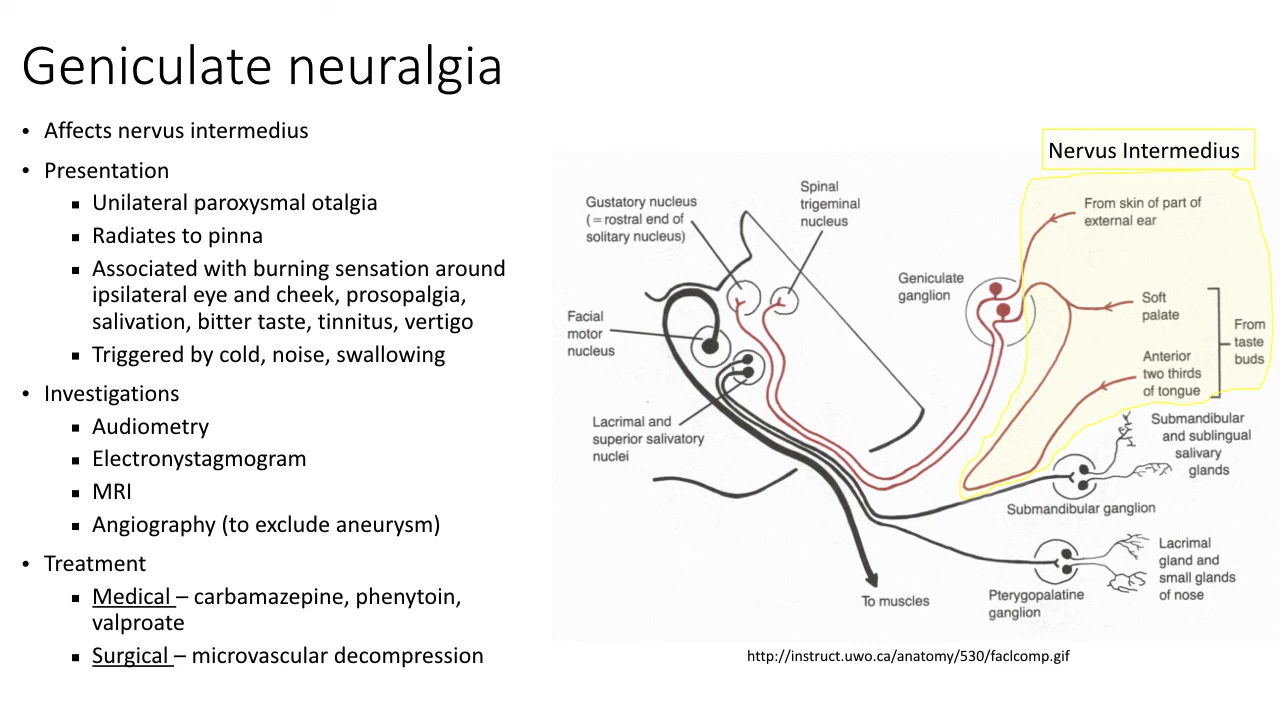 Geniculate neuralgia
• Affects nervus intermedius
• Presentation
▪ Unilateral paroxysmal otalgia
▪ Radiates to pinna
▪ Associated with burning sensation around
ipsilateral eye and cheek, prosopalgia,
salivation, bitter taste, tinnitus, vertigo
▪ Triggered by cold, noise, swallowing
• Investigations
▪ Audiometry
▪ Electronystagmogram
▪ MRI
▪ Angiography (to exclude aneurysm)
• Treatment
▪ Medical – carbamazepine, phenytoin,
valproate
▪ Surgical – microvascular decompression
Nervus Intermedius
Gustatory nucleus
(=rostral end of
solitary nucleus)
Spinal
trigeminal
nucleus
From skin of part of
external ear
Geniculate
ganglion
Soft
palate
From
taste
buds
Anterior
two thirds
of tongue
Facial
motor
nucleus
Lacrimal and
superior salivatory
nuclei
Submandibular
and sublingual
salivary
glands
Submandibular ganglion
Lacrimal
gland and
small glands
of nose
To muscles
Pterygopalatine
ganglion
http://instruct.uwo.ca/anatomy/530/faclcomp.gif